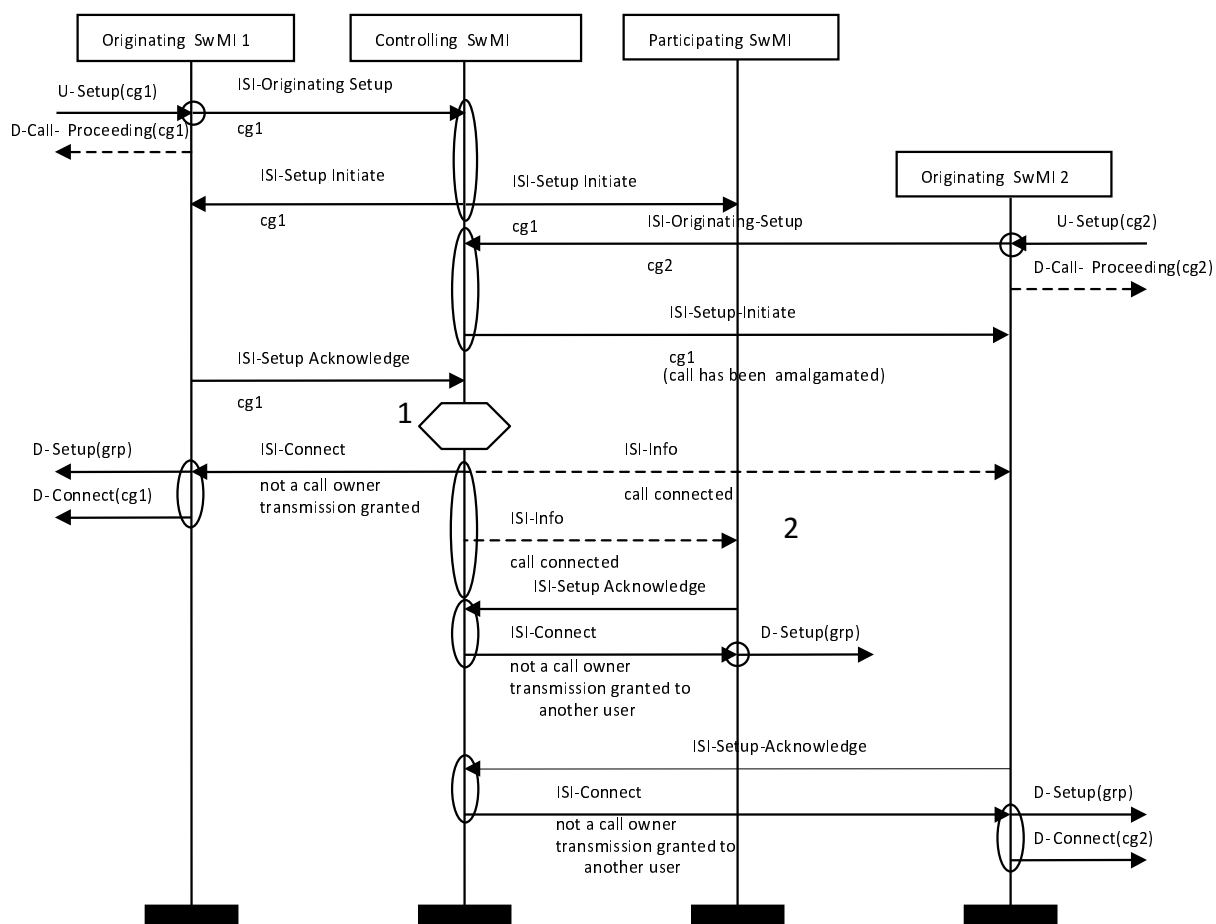 Originating SwMI 1
Controlling SwMI
Participating SwMI
U-Setup(cg1)
ISI-Originating Setup
cg1
D-Call- Proceeding(cg1)
Originating SwMI 2
ISI-Setup Initiate
cg1
ISI-Setup Initiate
cg1
ISI-Originating-Setup
cg2
U-Setup(cg2)
D-Call- Proceeding(cg2)
ISI-Setup-Initiate
cg1
(call has been amalgamated)
ISI-Setup Acknowledge
cg1
1
D-Setup(grp)
ISI-Connect
not a call owner
transmission granted
ISI-Info
call connected
D-Connect(cg1)
ISI-Info
call connected
2
ISI-Setup Acknowledge
ISI-Connect
not a call owner
transmission granted to
another user
D-Setup(grp)
ISI-Setup-Acknowledge
ISI-Connect
not a call owner
transmission granted to
another user
D-Setup(grp)
D-Connect(cg2)